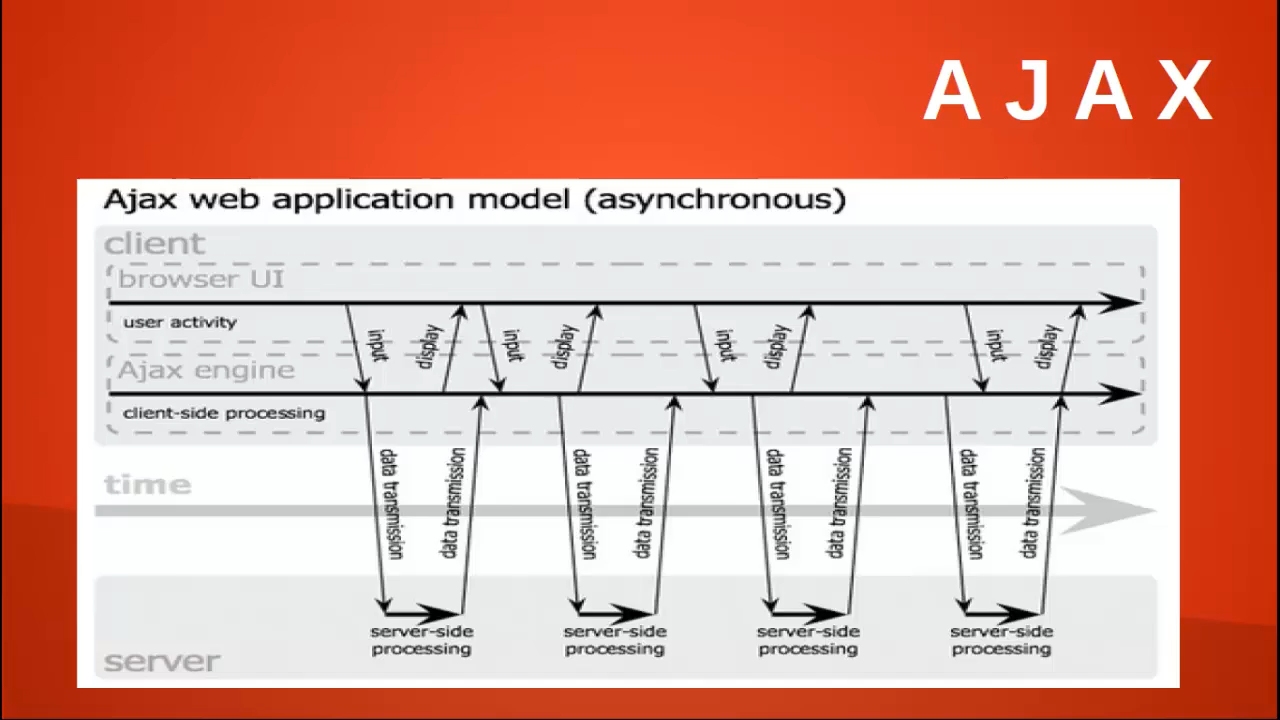 A J A X
Ajax web application model (asynchronous)
client
browser UI
user activity
input
display
input
display
input
display
input
display
Ajax engine
client-side processing
data transmission
data transmission
data transmission
data transmission
data transmission
data transmission
data transmission
data transmission
time
server-side
processing
server-side
processing
server-side
processing
server-side
processing
server